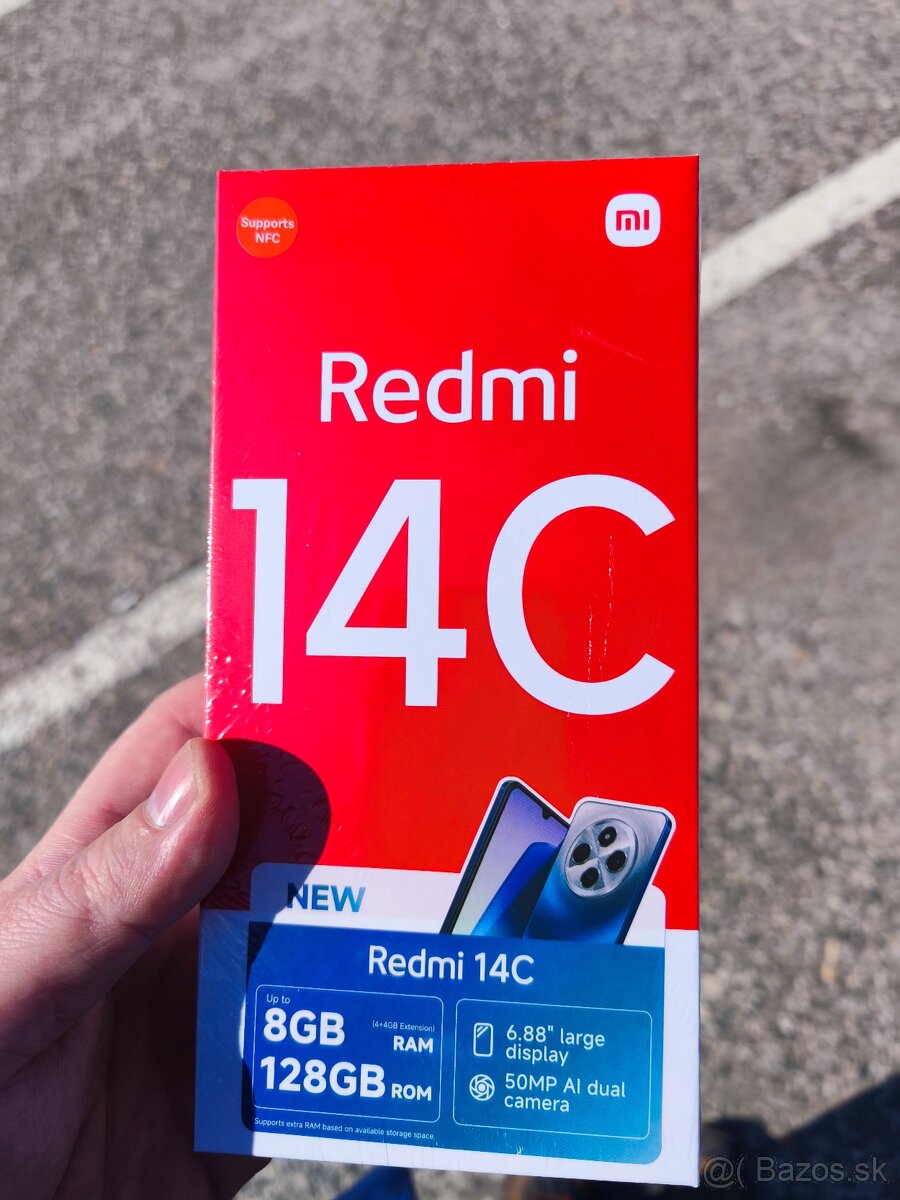 Supports
NFC
mi
Redmi
14C
NEW
Redmi 14C
Up to
8GB (4+4GB Extension) RAM
128GB ROM
6.88" large
display
50MP AI dual
camera
Supports extra RAM based on available storage space.
@( Bazos.sk